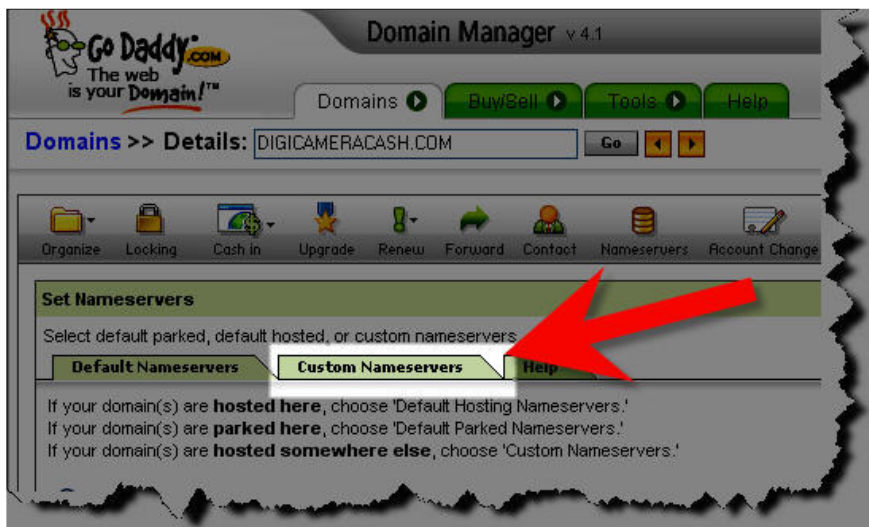 Go Daddy.com
The web
is your Domain!™
Domain Manager v 4.1
Domains Buy/Sell Tools Help
Domains >> Details: DIGICAMERACASH.COM Go
Organize Locking Cash in Upgrade Renew Forward Contact Nameservers Account Change
Set Nameservers
Select default parked, default hosted, or custom nameservers
Default Nameservers Custom Nameservers Help
If your domain(s) are hosted here, choose 'Default Hosting Nameservers.'
If your domain(s) are parked here, choose 'Default Parked Nameservers.'
If your domain(s) are hosted somewhere else, choose 'Custom Nameservers.'